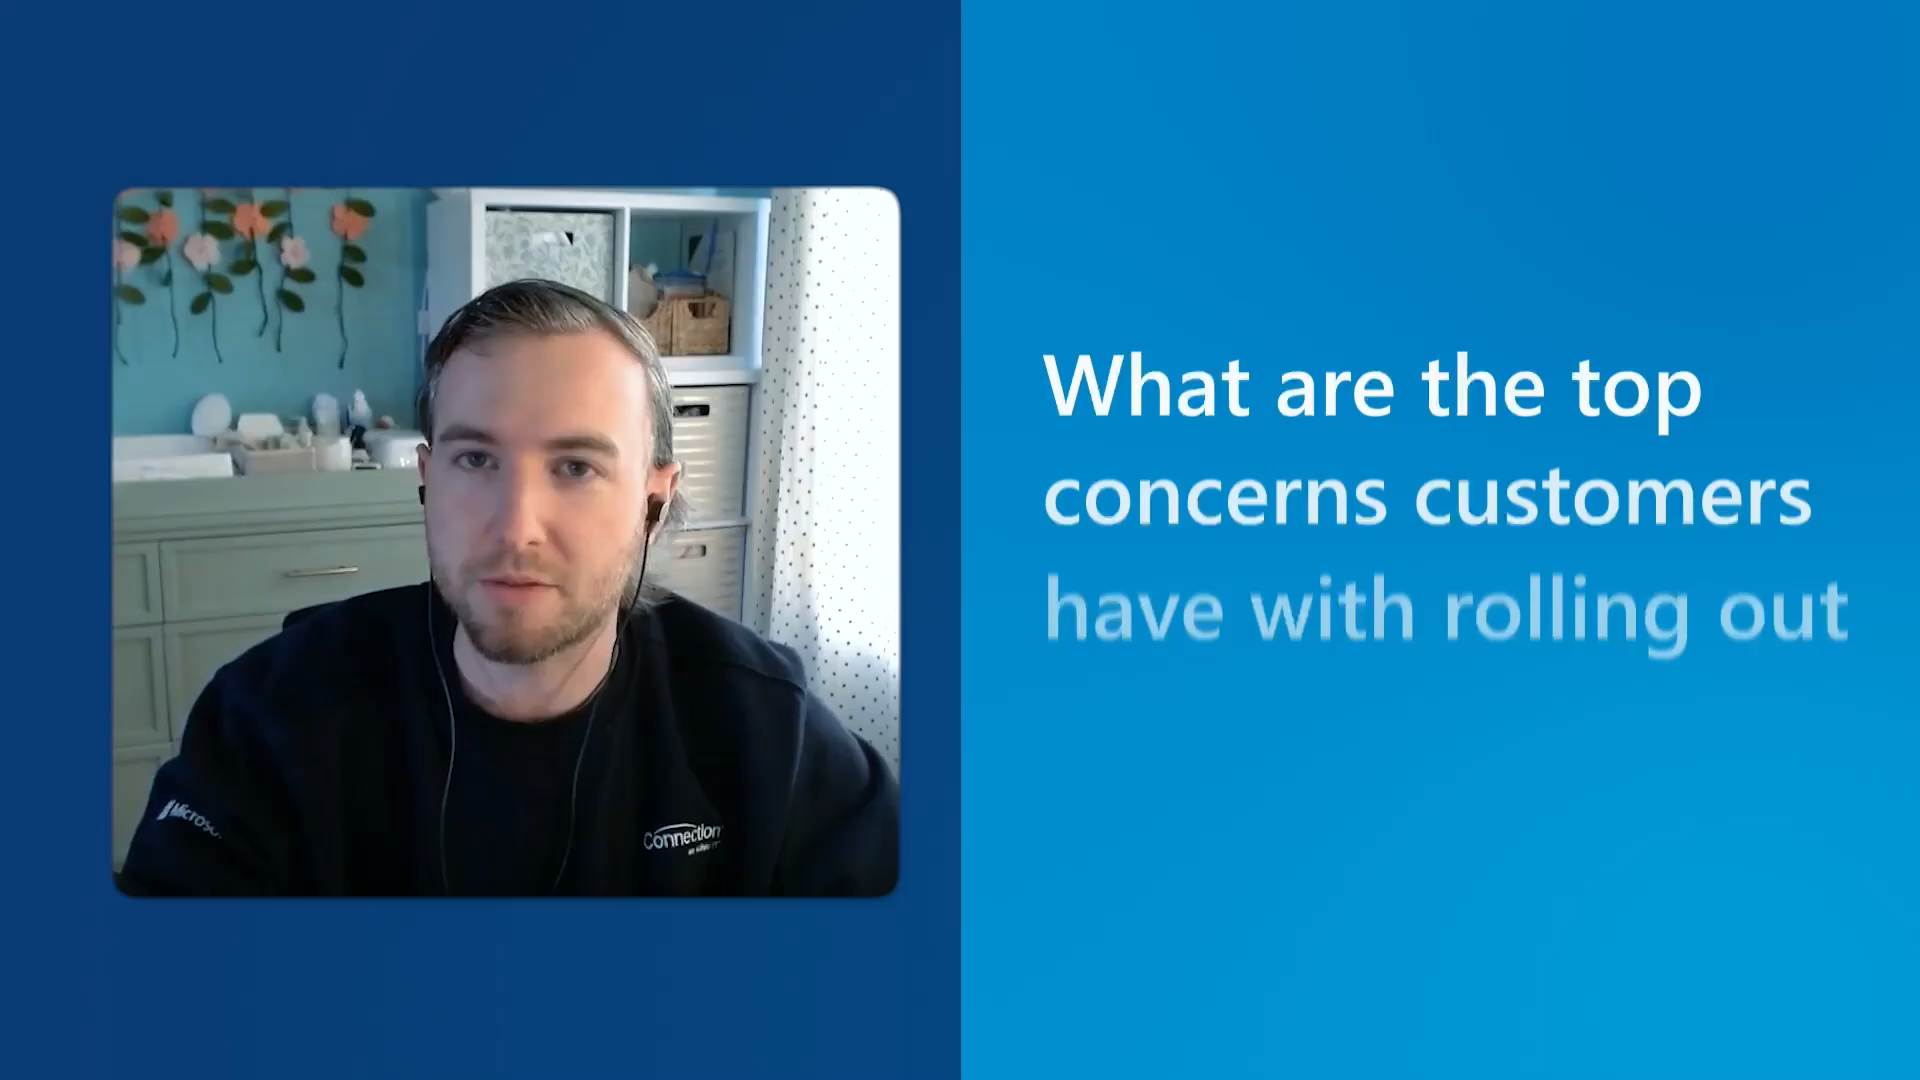 What are the top
concerns customers
have with rolling out
Connection